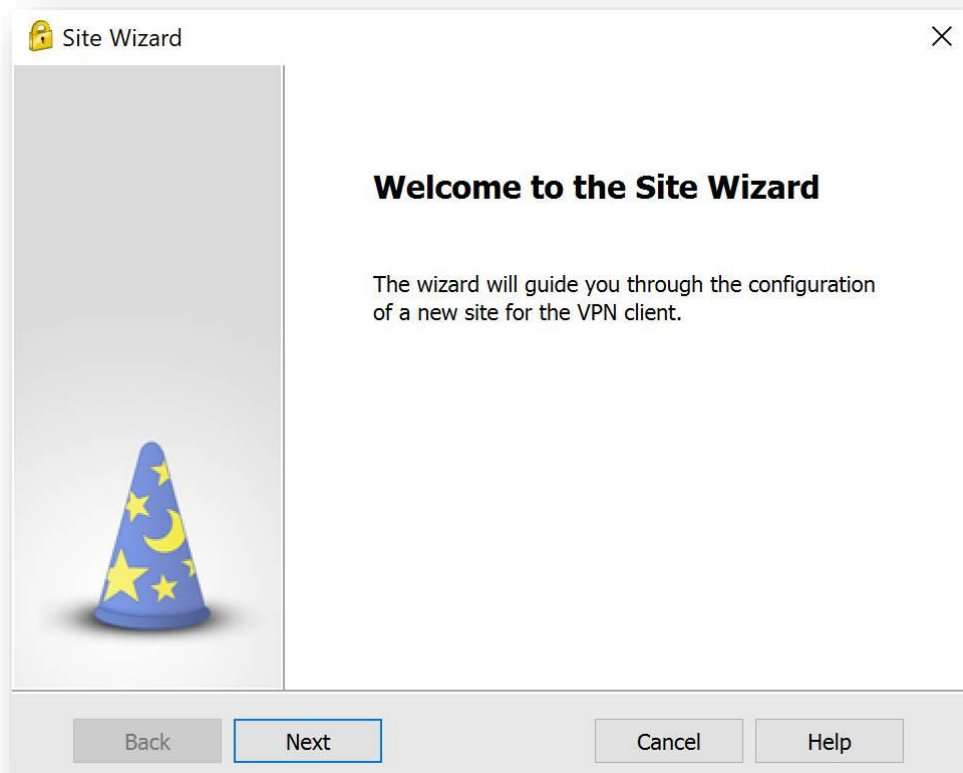 Site Wizard
Welcome to the Site Wizard
The wizard will guide you through the configuration
of a new site for the VPN client.
Back Next Cancel Help